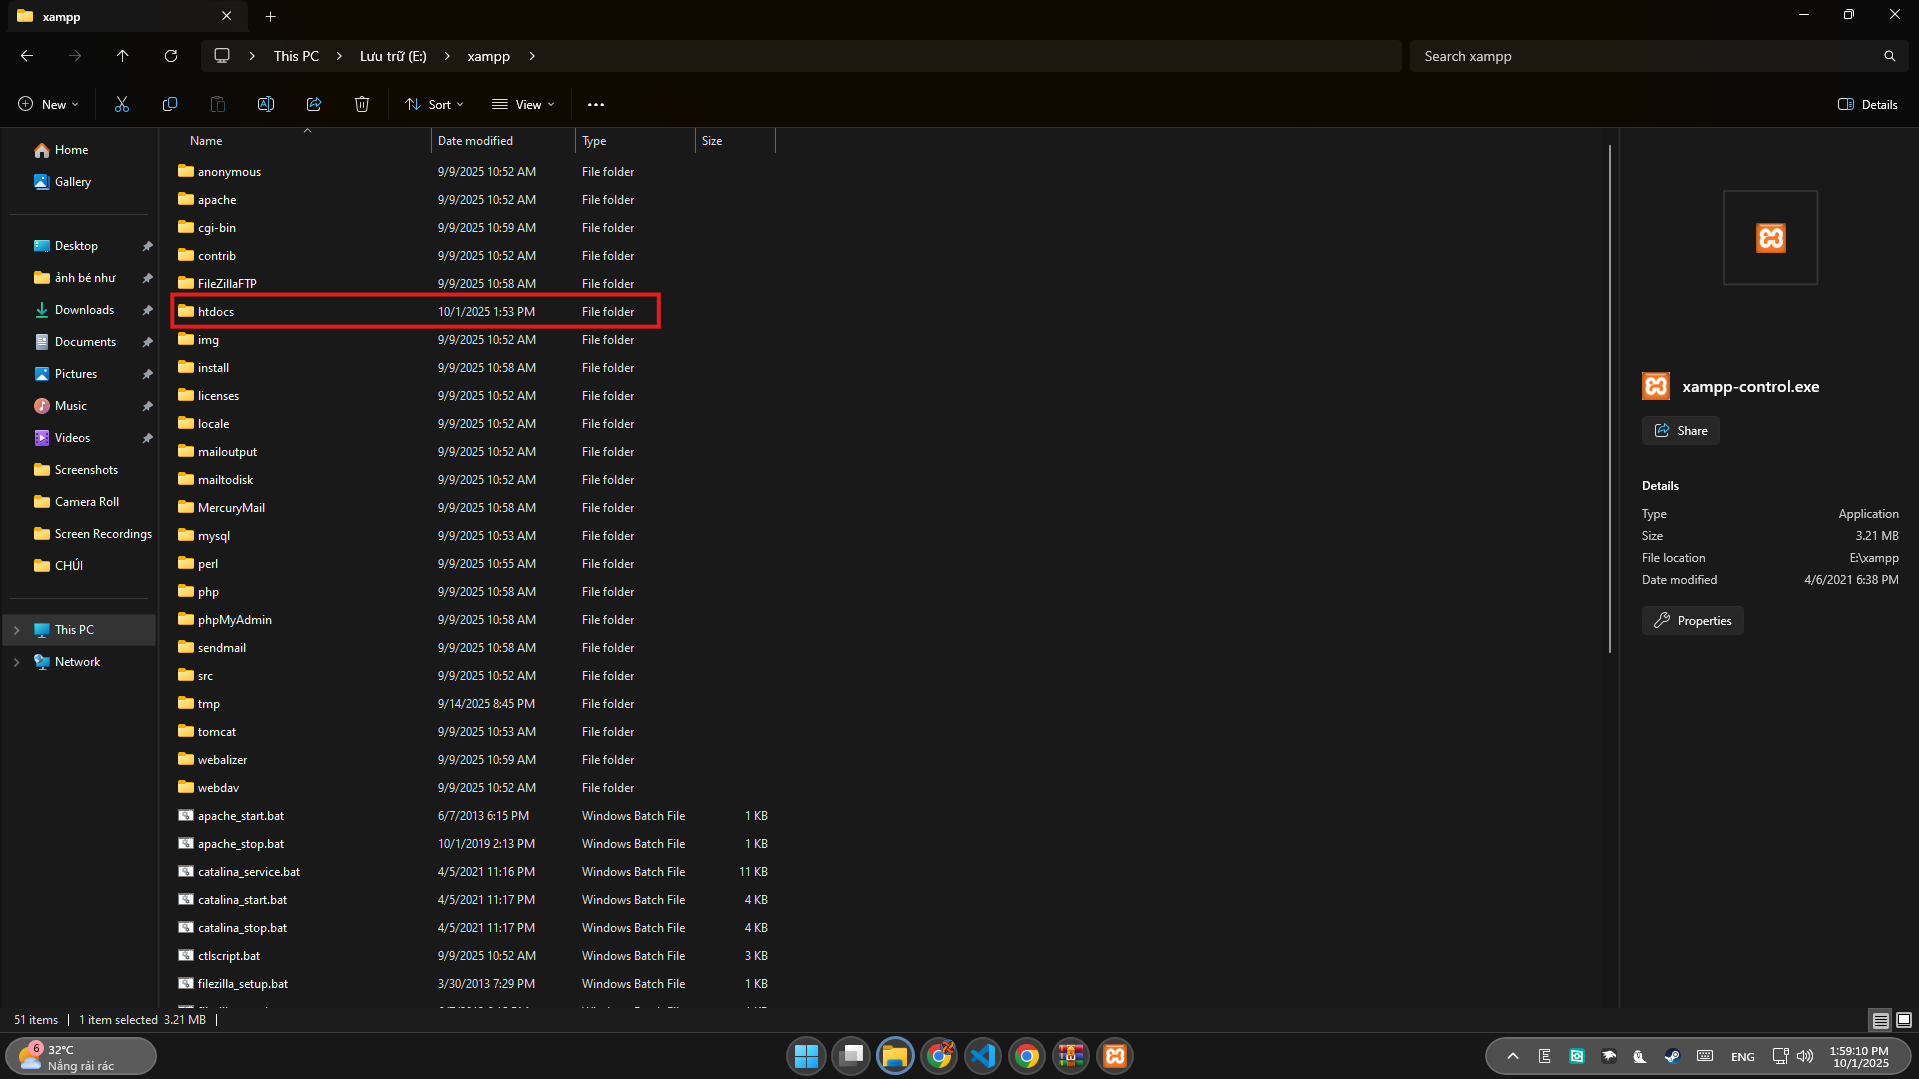 xampp
This PC
Lưu trữ (E:)
xampp
Search xampp
New
Sort
View
Details
Name Date modified Type Size
anonymous 9/9/2025 10:52 AM File folder
apache 9/9/2025 10:52 AM File folder
cgi-bin 9/9/2025 10:59 AM File folder
contrib 9/9/2025 10:52 AM File folder
FileZillaFTP 9/9/2025 10:58 AM File folder
htdocs 10/1/2025 1:53 PM File folder
img 9/9/2025 10:52 AM File folder
install 9/9/2025 10:58 AM File folder
licenses 9/9/2025 10:52 AM File folder
locale 9/9/2025 10:52 AM File folder
mailoutput 9/9/2025 10:52 AM File folder
mailtodisk 9/9/2025 10:52 AM File folder
MercuryMail 9/9/2025 10:58 AM File folder
mysql 9/9/2025 10:53 AM File folder
perl 9/9/2025 10:55 AM File folder
php 9/9/2025 10:58 AM File folder
phpMyAdmin 9/9/2025 10:58 AM File folder
sendmail 9/9/2025 10:58 AM File folder
src 9/9/2025 10:52 AM File folder
tmp 9/14/2025 8:45 PM File folder
tomcat 9/9/2025 10:53 AM File folder
webalizer 9/9/2025 10:59 AM File folder
webdav 9/9/2025 10:52 AM File folder
apache_start.bat 6/7/2013 6:15 PM Windows Batch File 1 KB
apache_stop.bat 10/1/2019 2:13 PM Windows Batch File 1 KB
catalina_service.bat 4/5/2021 11:16 PM Windows Batch File 11 KB
catalina_start.bat 4/5/2021 11:17 PM Windows Batch File 4 KB
catalina_stop.bat 4/5/2021 11:17 PM Windows Batch File 4 KB
ctlscript.bat 9/9/2025 10:52 AM Windows Batch File 3 KB
filezilla_setup.bat 3/30/2013 7:29 PM Windows Batch File 1 KB
Home
Gallery
Desktop
ảnh bé như
Downloads
Documents
Pictures
Music
Videos
Screenshots
Camera Roll
Screen Recordings
CHÚI
This PC
Network
xampp-control.exe
Share
Details
Type Application
Size 3.21 MB
File location E:\xampp
Date modified 4/6/2021 6:38 PM
Properties
51 items
1 item selected 3.21 MB
6
32°C
Nắng rải rác
ENG
1:59:10 PM
10/1/2025